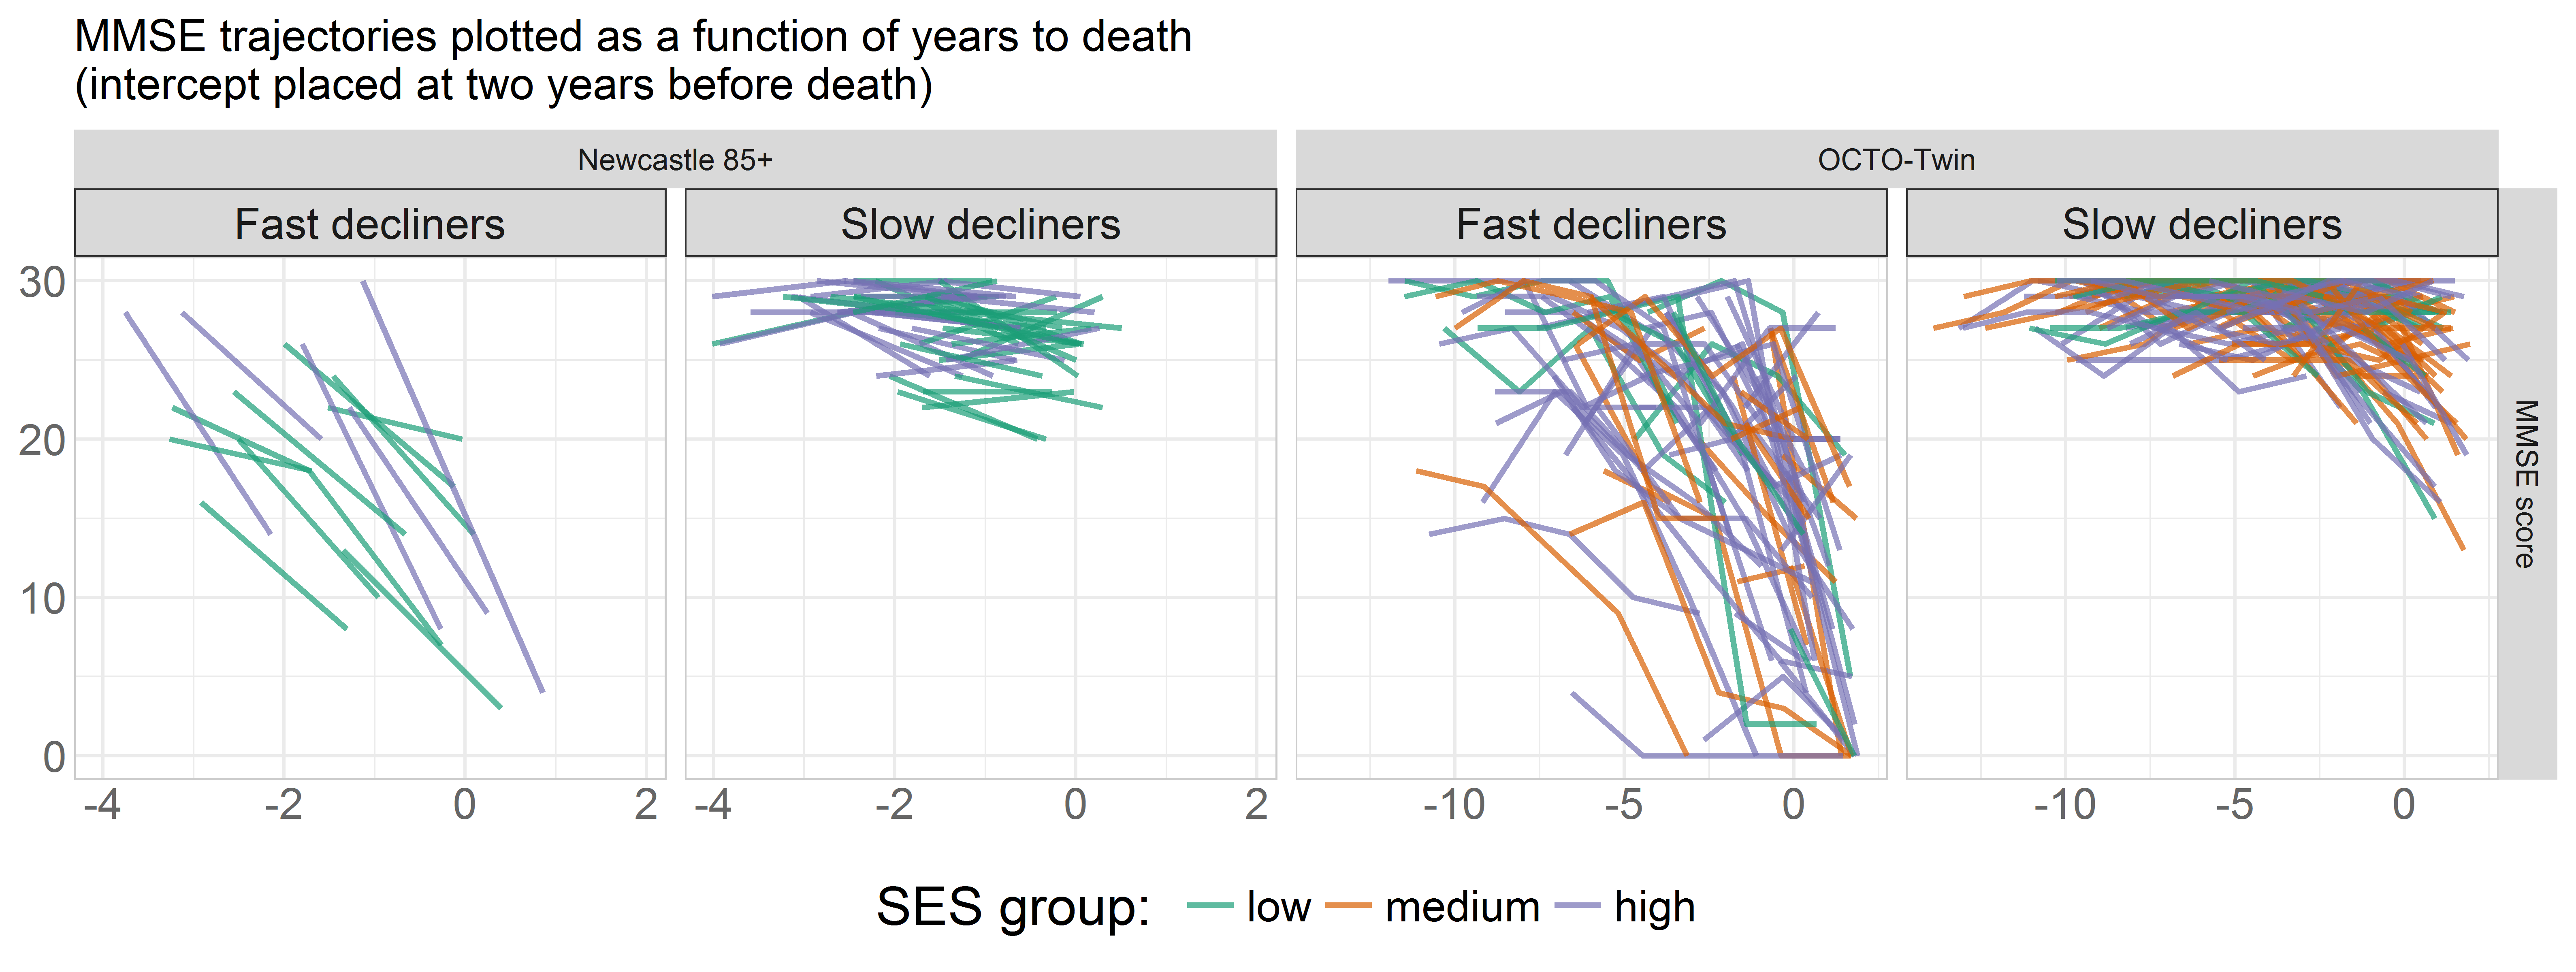 MMSE trajectories plotted as a function of years to death
(intercept placed at two years before death)
Newcastle 85+
OCTO-Twin
Fast decliners
Slow decliners
Fast decliners
Slow decliners
30
20
10
0
MMSE score
-4 -2 0 2
-4 -2 0 2
-10 -5 0
-10 -5 0
SES group: low medium high